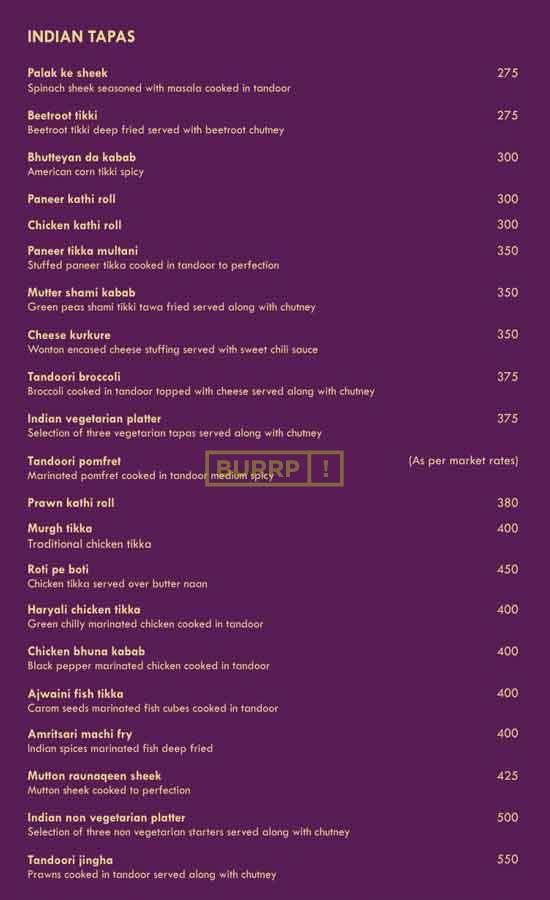 INDIAN TAPAS
Palak ke sheek 275
Spinach sheek seasoned with masala cooked in tandoor
Beetroot tikki 275
Beetroot tikki deep fried served with beetroot chutney
Bhutteyan da kabab 300
American corn tikki spicy
Paneer kathi roll 300
Chicken kathi roll 300
Paneer tikka multani 350
Stuffed paneer tikka cooked in tandoor to perfection
Mutter shami kabab 350
Green peas shami tikki tawa fried served along with chutney
Cheese kurkure 350
Wonton encased cheese stuffing served with sweet chili sauce
Tandoori broccoli 375
Broccoli cooked in tandoor topped with cheese served along with chutney
Indian vegetarian platter 375
Selection of three vegetarian tapas served along with chutney
Tandoori pomfret (As per market rates)
Marinated pomfret cooked in tandoor medium spicy
BURRP !
Prawn kathi roll 380
Murgh tikka 400
Traditional chicken tikka
Roti pe boti 450
Chicken tikka served over butter naan
Haryali chicken tikka 400
Green chilly marinated chicken cooked in tandoor
Chicken bhuna kabab 400
Black pepper marinated chicken cooked in tandoor
Ajwaini fish tikka 400
Carom seeds marinated fish cubes cooked in tandoor
Amritsari machi fry 400
Indian spices marinated fish deep fried
Mutton raunaqeen sheek 425
Mutton sheek cooked to perfection
Indian non vegetarian platter 500
Selection of three non vegetarian starters served along with chutney
Tandoori jingha 550
Prawns cooked in tandoor served along with chutney